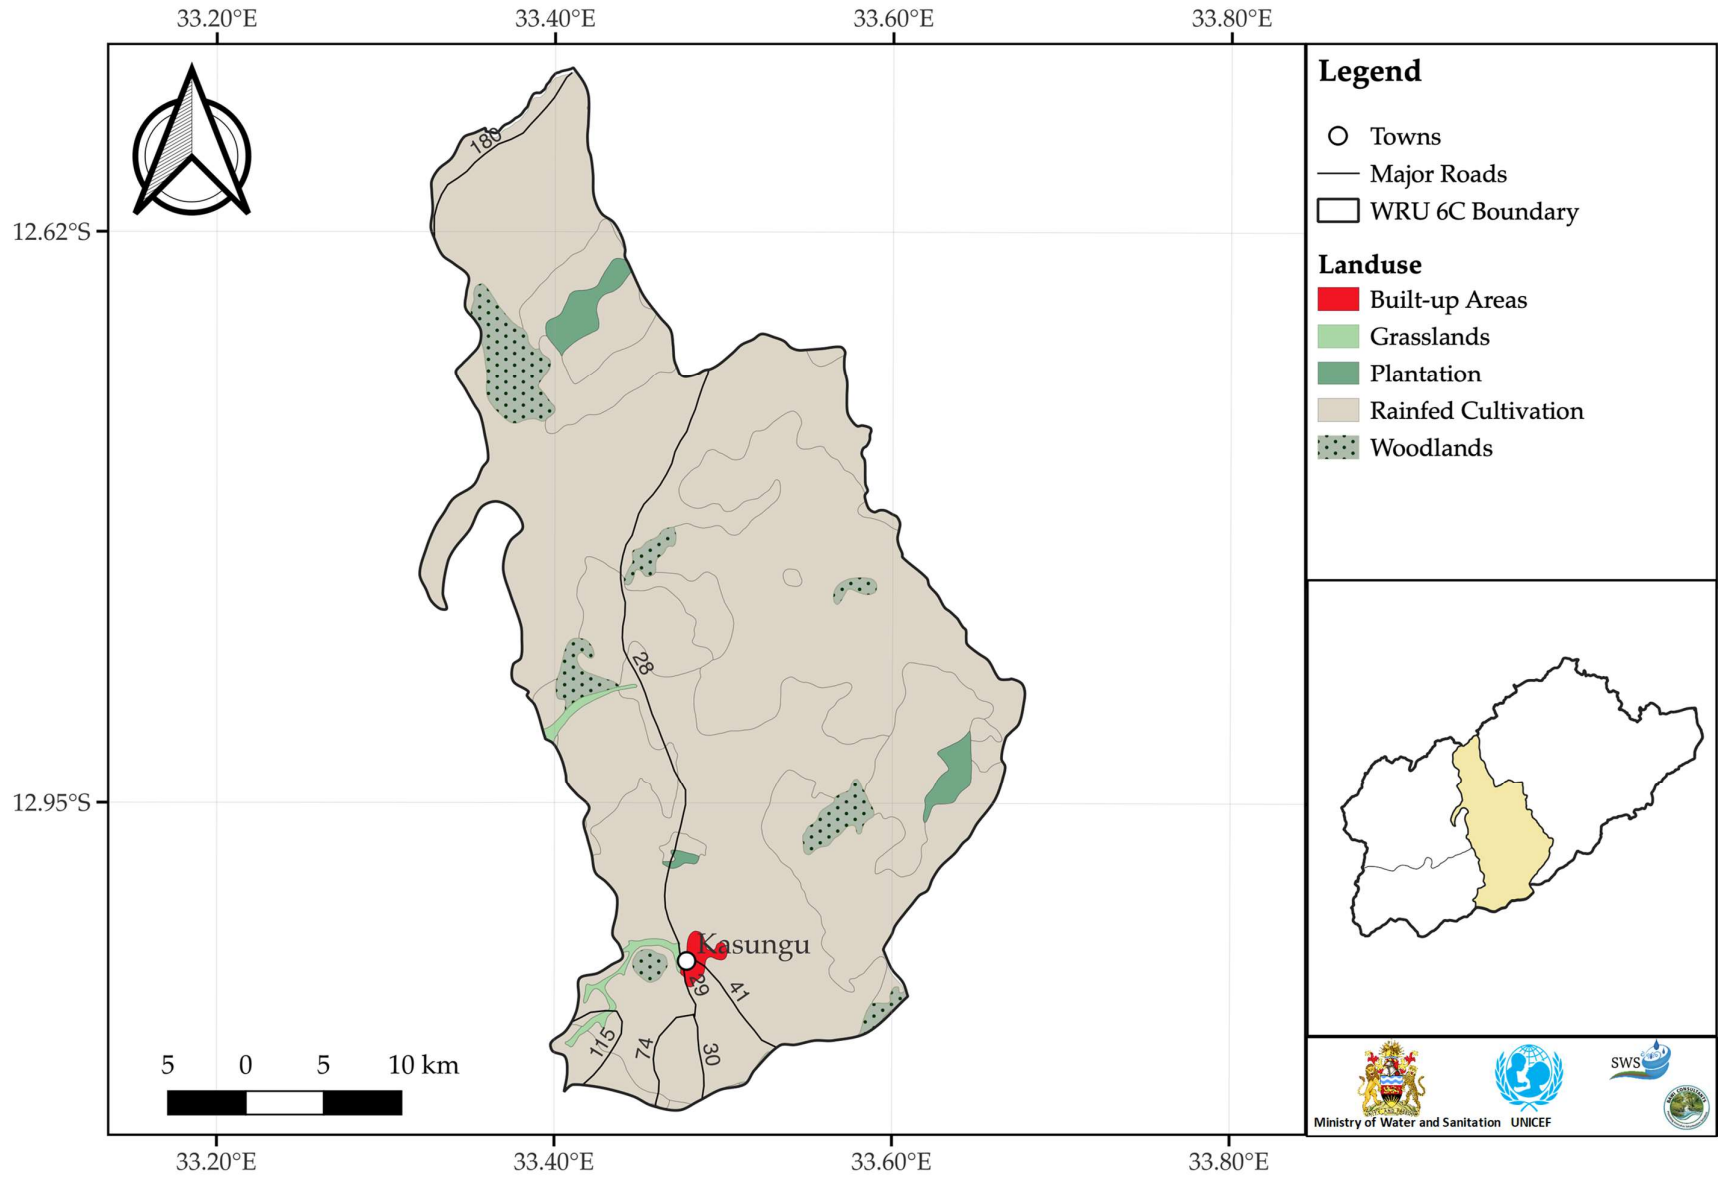 33.20°E 33.40°E 33.60°E 33.80°E
12.62°S
12.95°S
180
28
Kasungu
29
41
115
74
30
5 0 5 10 km
33.20°E 33.40°E 33.60°E 33.80°E
Legend
Towns
Major Roads
WRU 6C Boundary
Landuse
Built-up Areas
Grasslands
Plantation
Rainfed Cultivation
Woodlands
SWS
Ministry of Water and Sanitation UNICEF